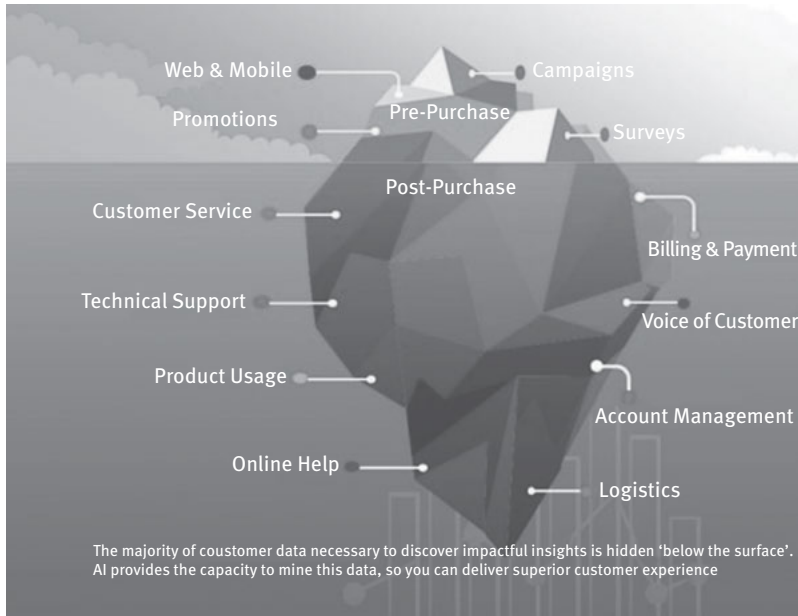 Web & Mobile
Campaigns
Pre-Purchase
Promotions
Surveys
Post-Purchase
Customer Service
Billing & Payment
Technical Support
Voice of Customer
Product Usage
Account Management
Online Help
Logistics
The majority of coustomer data necessary to discover impactful insights is hidden ‘below the surface’.
AI provides the capacity to mine this data, so you can deliver superior customer experience